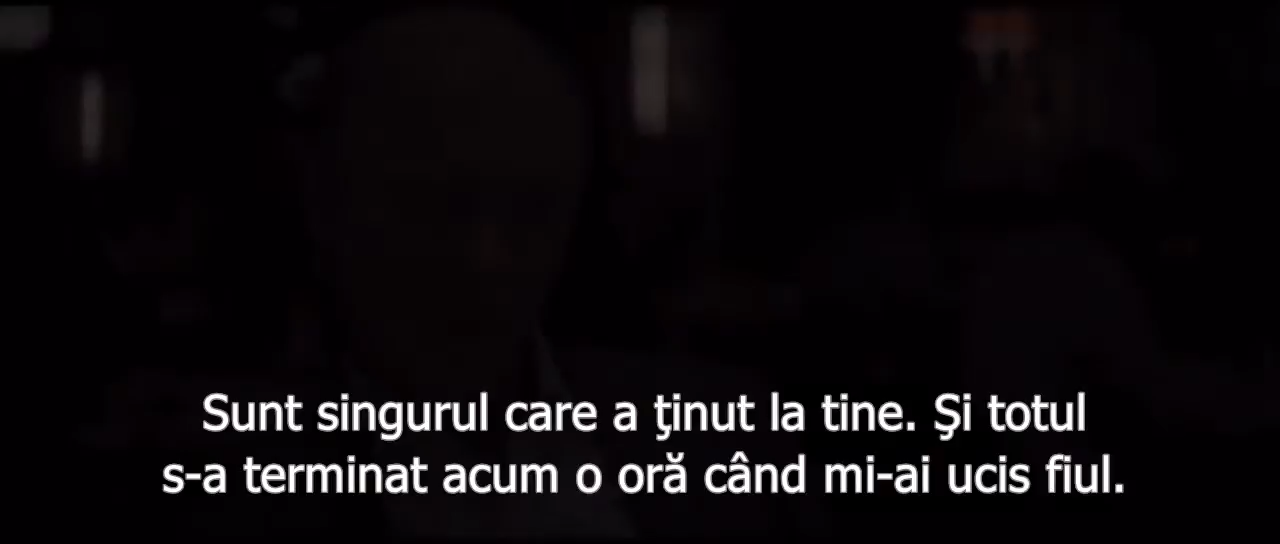 Sunt singurul care a ţinut la tine. Şi totul
s-a terminat acum o oră când mi-ai ucis fiul.